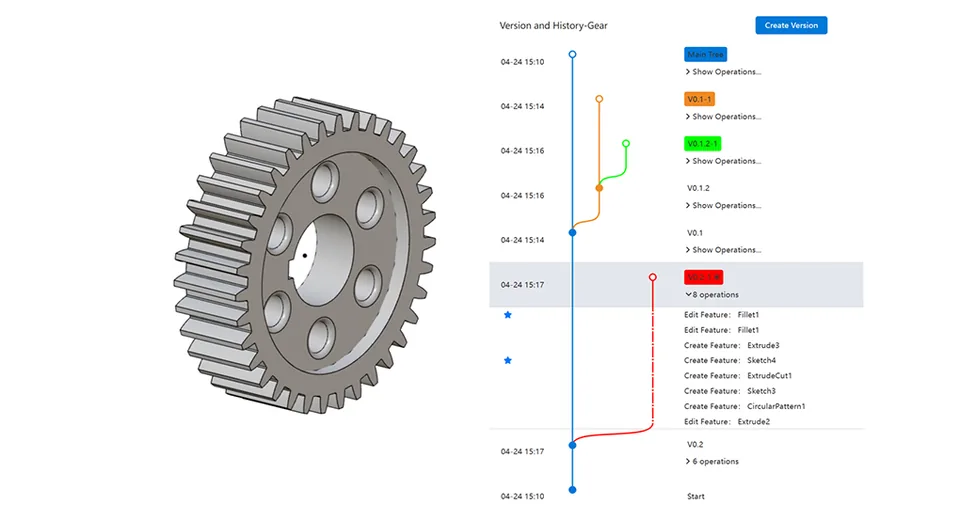 Version and History-Gear
Create Version
04-24 15:10
Main Tree
Show Operations...
04-24 15:14
V0.1-1
Show Operations...
04-24 15:16
V0.1.2-1
Show Operations...
04-24 15:16
V0.1.2
Show Operations...
04-24 15:14
V0.1
Show Operations...
04-24 15:17
8 operations
Edit Feature: Fillet1
Edit Feature: Fillet1
Create Feature: Extrude3
Create Feature: Sketch4
Create Feature: ExtrudeCut1
Create Feature: Sketch3
Create Feature: CircularPattern1
Edit Feature: Extrude2
04-24 15:17
V0.2
6 operations
04-24 15:10
Start